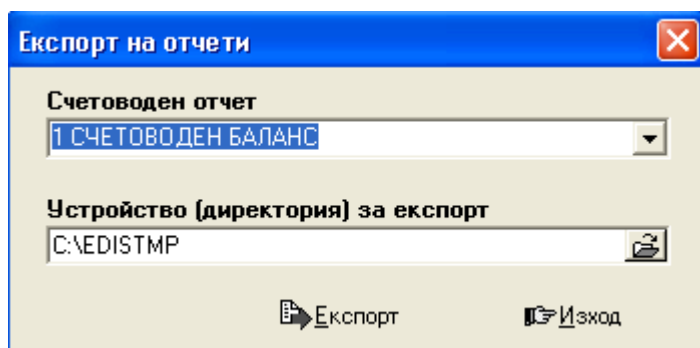 Експорт на отчети
Счетоводен отчет
1 СЧЕТОВОДЕН БАЛАНС
Устройство (директория) за експорт
C:\EDISTMP
Експорт Изход